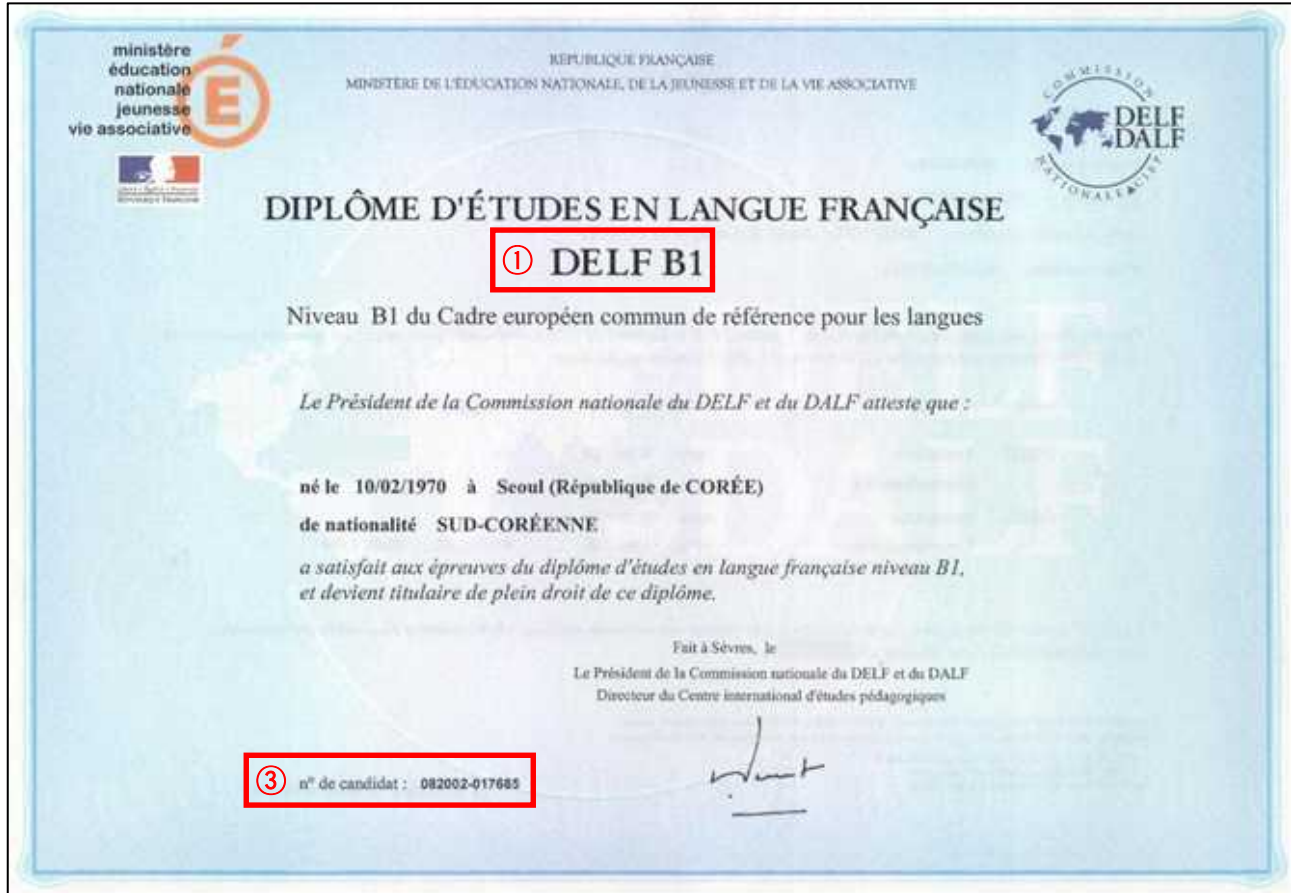 ministère
éducation
nationale
jeunesse
vie associative
RÉPUBLIQUE FRANÇAISE
MINISTÈRE DE L'ÉDUCATION NATIONALE, DE LA JEUNESSE ET DE LA VIE ASSOCIATIVE
COMMISSION
DELF
DALF
NATIONALE CIEP
Liberté • Égalité • Fraternité
RÉPUBLIQUE FRANÇAISE
DIPLÔME D'ÉTUDES EN LANGUE FRANÇAISE
① DELF B1
Niveau B1 du Cadre européen commun de référence pour les langues
Le Président de la Commission nationale du DELF et du DALF atteste que :
né le 10/02/1970 à Seoul (République de CORÉE)
de nationalité SUD-CORÉENNE
a satisfait aux épreuves du diplôme d'études en langue française niveau B1,
et devient titulaire de plein droit de ce diplôme.
Fait à Sèvres, le
Le Président de la Commission nationale du DELF et du DALF
Directeur du Centre international d'études pédagogiques
③ n° de candidat : 082002-017685